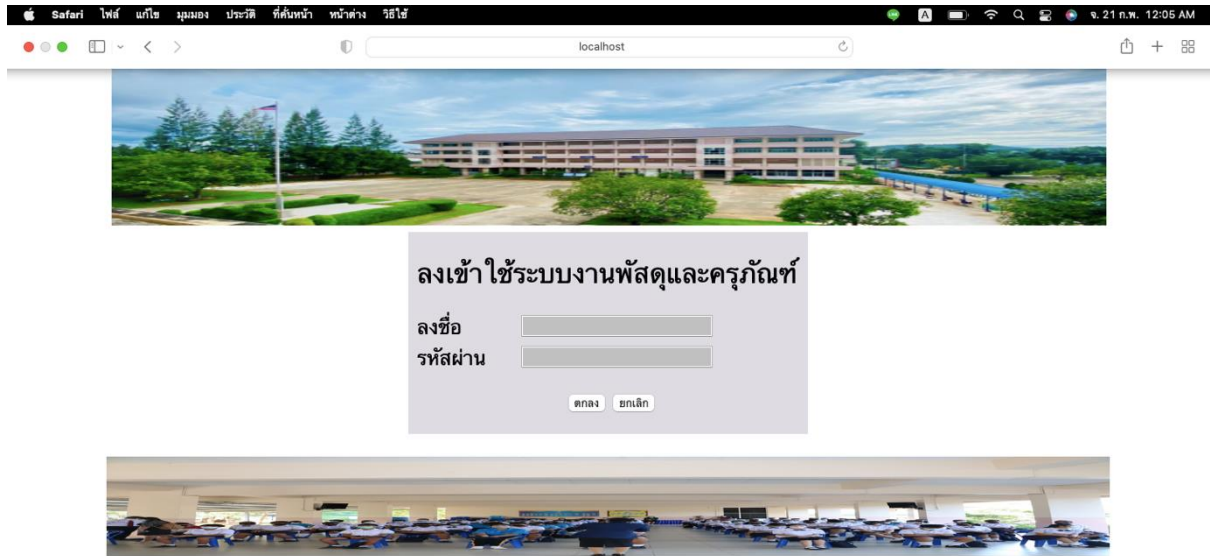 Safari ไฟล์ แก้ไข มุมมอง ประวัติ ที่คั่นหน้า หน้าต่าง วิธีใช้ A จ. 21 ก.พ. 12:05 AM
localhost
ลงเข้าใช้ระบบงานพัสดุและครุภัณฑ์
ลงชื่อ
รหัสผ่าน
ตกลง ยกเลิก